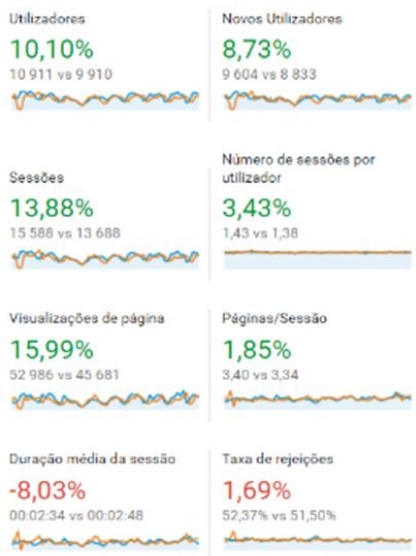 Utilizadores
10,10%
10 911 vs 9 910
Novos Utilizadores
8,73%
9 604 vs 8 833
Sessões
13,88%
15 588 vs 13 688
Número de sessões por
utilizador
3,43%
1,43 vs 1,38
Visualizações de página
15,99%
52 986 vs 45 681
Páginas/Sessão
1,85%
3,40 vs 3,34
Duração média da sessão
-8,03%
00:02:34 vs 00:02:48
Taxa de rejeições
1,69%
52,37% vs 51,50%